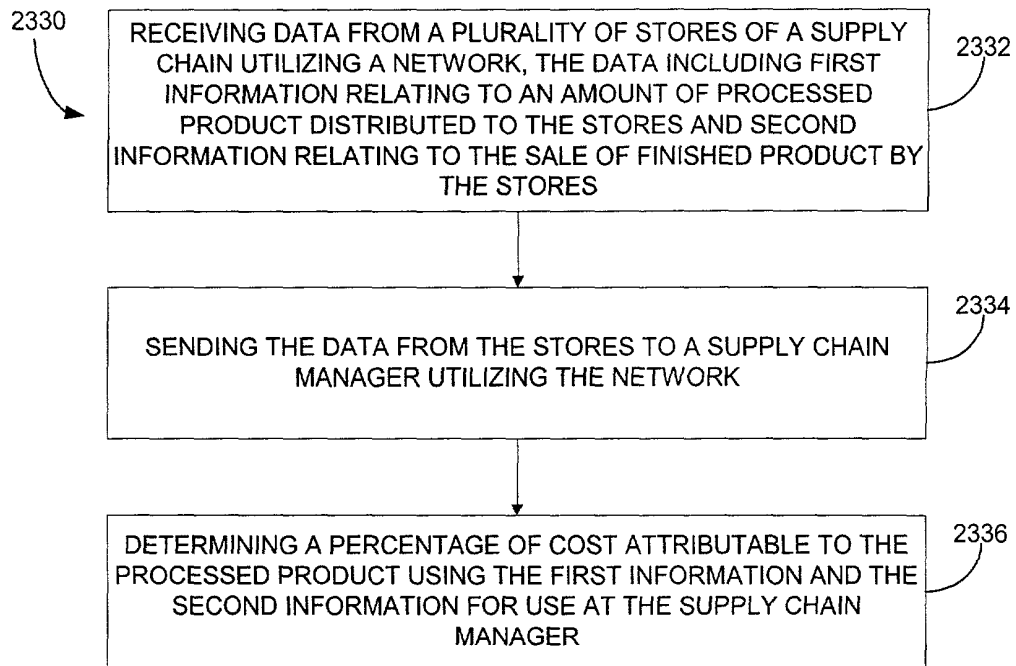 2330
RECEIVING DATA FROM A PLURALITY OF STORES OF A SUPPLY
CHAIN UTILIZING A NETWORK, THE DATA INCLUDING FIRST
INFORMATION RELATING TO AN AMOUNT OF PROCESSED
PRODUCT DISTRIBUTED TO THE STORES AND SECOND
INFORMATION RELATING TO THE SALE OF FINISHED PRODUCT BY
THE STORES
2332
SENDING THE DATA FROM THE STORES TO A SUPPLY CHAIN
MANAGER UTILIZING THE NETWORK
2334
DETERMINING A PERCENTAGE OF COST ATTRIBUTABLE TO THE
PROCESSED PRODUCT USING THE FIRST INFORMATION AND THE
SECOND INFORMATION FOR USE AT THE SUPPLY CHAIN
MANAGER
2336